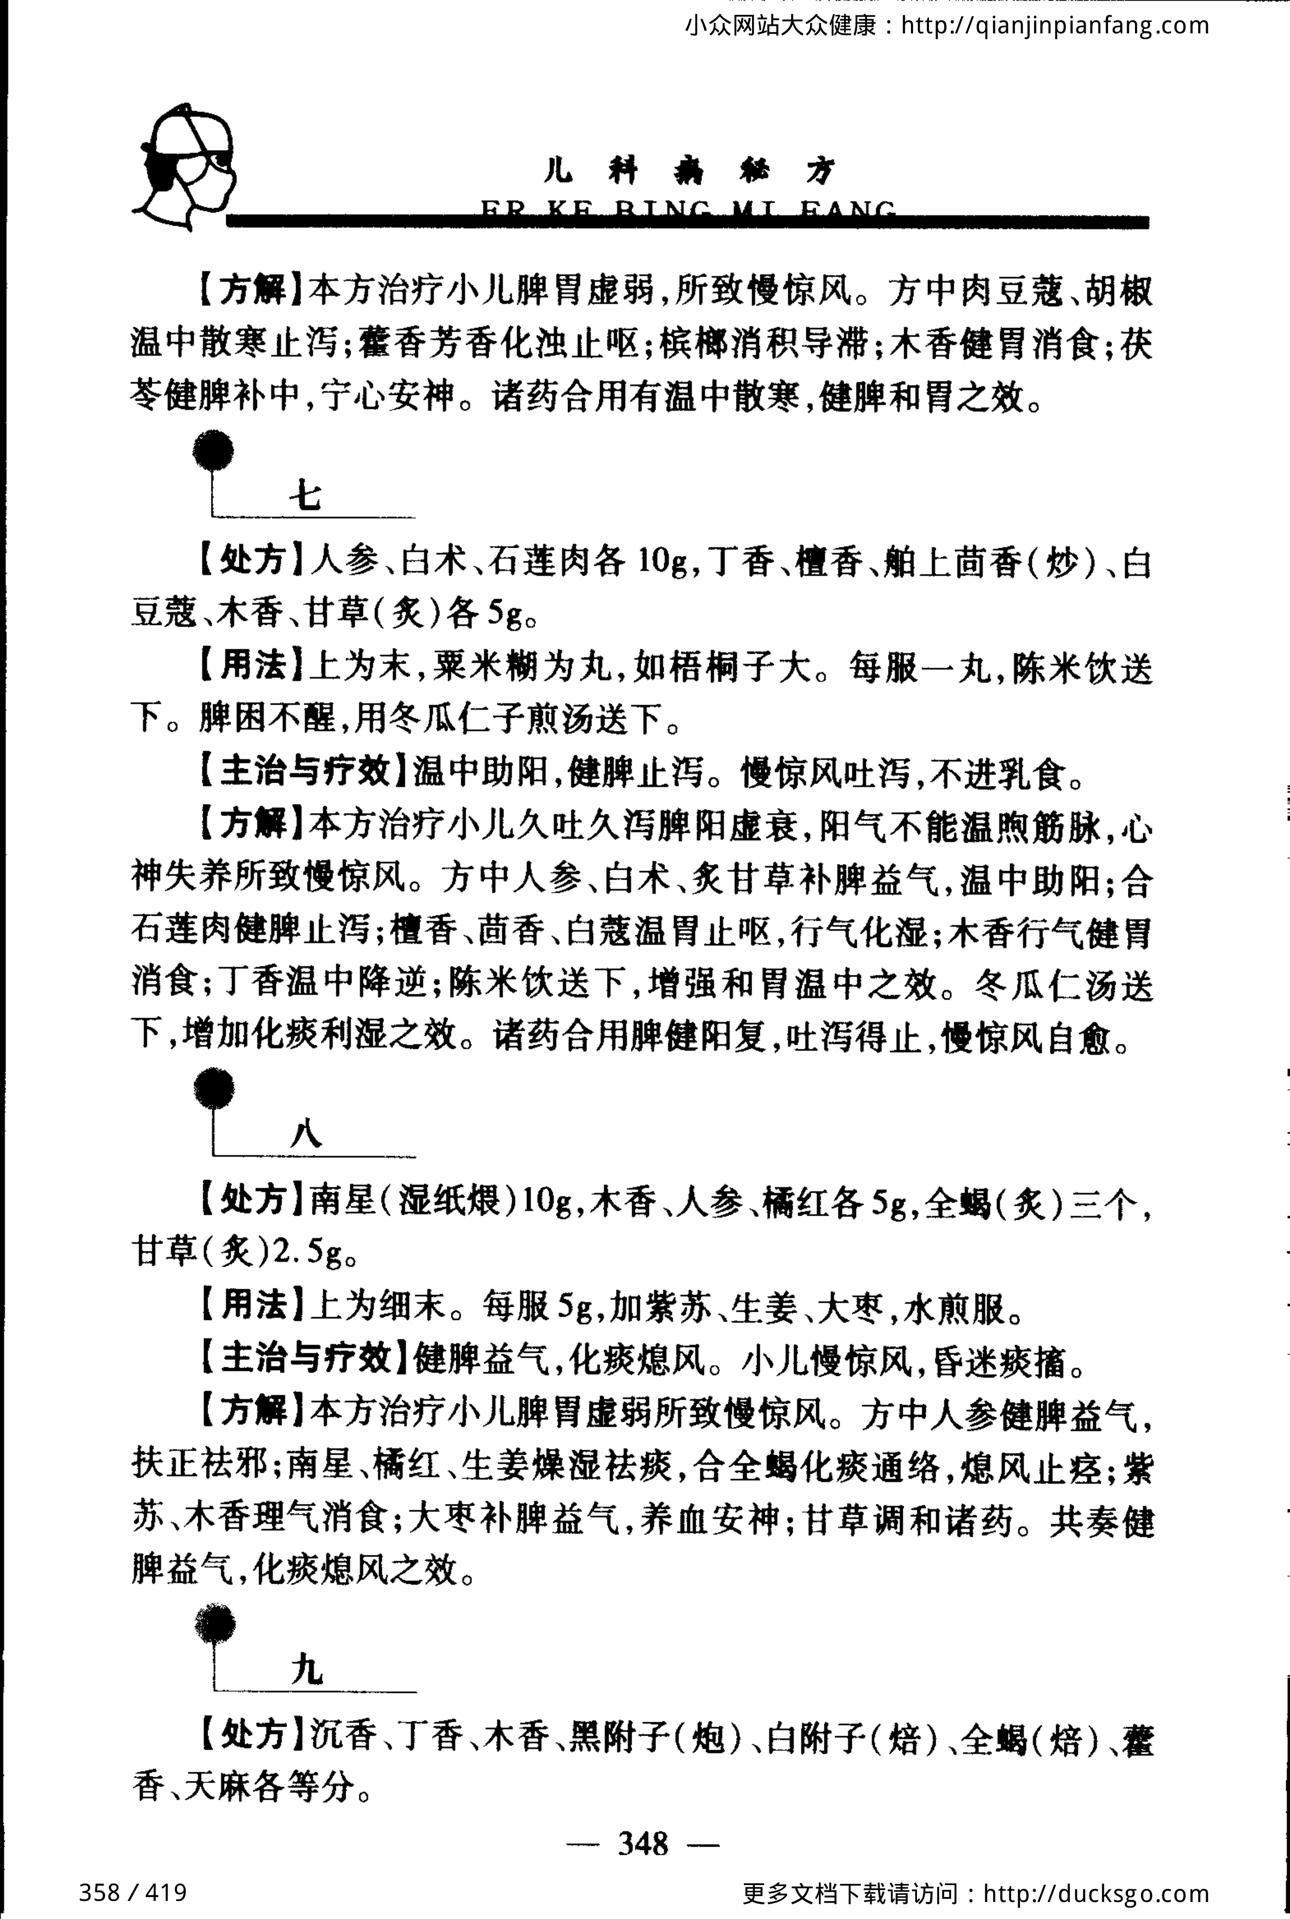 小众网站大众健康：http://qianjinpianfang.com
儿科病秘方
ER KE BING MI FANG
【方解】本方治疗小儿脾胃虚弱,所致慢惊风。方中肉豆蔻、胡椒
温中散寒止泻;藿香芳香化浊止呕;槟榔消积导滞;木香健胃消食;茯
苓健脾补中,宁心安神。诸药合用有温中散寒,健脾和胃之效。
七
【处方】人参、白术、石莲肉各 10g,丁香、檀香、舶上茴香(炒)、白
豆蔻、木香、甘草(炙)各 5g。
【用法】上为末,粟米糊为丸,如梧桐子大。每服一丸,陈米饮送
下。脾困不醒,用冬瓜仁子煎汤送下。
【主治与疗效】温中助阳,健脾止泻。慢惊风吐泻,不进乳食。
【方解】本方治疗小儿久吐久泻脾阳虚衰,阳气不能温煦筋脉,心
神失养所致慢惊风。方中人参、白术、炙甘草补脾益气,温中助阳;合
石莲肉健脾止泻;檀香、茴香、白蔻温胃止呕,行气化湿;木香行气健胃
消食;丁香温中降逆;陈米饮送下,增强和胃温中之效。冬瓜仁汤送
下,增加化痰利湿之效。诸药合用脾健阳复,吐泻得止,慢惊风自愈。
八
【处方】南星(湿纸煨)10g,木香、人参、橘红各 5g,全蝎(炙)三个,
甘草(炙)2.5g。
【用法】上为细末。每服 5g,加紫苏、生姜、大枣,水煎服。
【主治与疗效】健脾益气,化痰熄风。小儿慢惊风,昏迷痰搐。
【方解】本方治疗小儿脾胃虚弱所致慢惊风。方中人参健脾益气,
扶正祛邪;南星、橘红、生姜燥湿祛痰,合全蝎化痰通络,熄风止痉;紫
苏、木香理气消食;大枣补脾益气,养血安神;甘草调和诸药。共奏健
脾益气,化痰熄风之效。
九
【处方】沉香、丁香、木香、黑附子(炮)、白附子(焙)、全蝎(焙)、藿
香、天麻各等分。
— 348 —
358 / 419
更多文档下载请访问：http://ducksgo.com